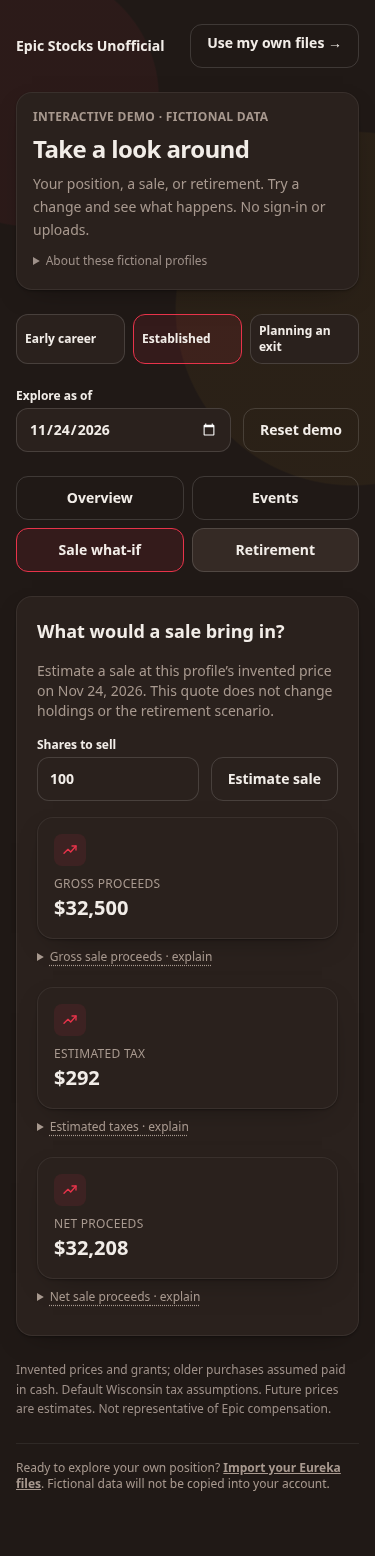 Epic Stocks Unofficial
Use my own files →
INTERACTIVE DEMO · FICTIONAL DATA
Take a look around
Your position, a sale, or retirement. Try a
change and see what happens. No sign-in or
uploads.
About these fictional profiles
Early career
Established
Planning an
exit
Explore as of
11/24/2026
Reset demo
Overview
Events
Sale what-if
Retirement
What would a sale bring in?
Estimate a sale at this profile’s invented price
on Nov 24, 2026. This quote does not change
holdings or the retirement scenario.
Shares to sell
100
Estimate sale
GROSS PROCEEDS
$32,500
Gross sale proceeds · explain
ESTIMATED TAX
$292
Estimated taxes · explain
NET PROCEEDS
$32,208
Net sale proceeds · explain
Invented prices and grants; older purchases assumed paid
in cash. Default Wisconsin tax assumptions. Future prices
are estimates. Not representative of Epic compensation.
Ready to explore your own position? Import your Eureka
files. Fictional data will not be copied into your account.